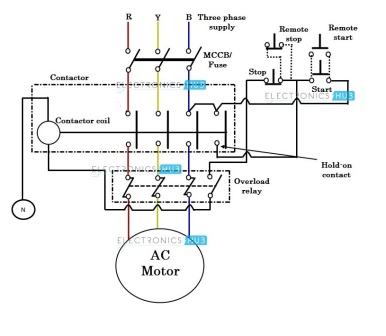 R Y B Three phase
supply
Remote
stop
Remote
start
MCCB/
Fuse
Contactor
Stop
Start
ELECTRONICS HUB
ELECTRONICS HUB
Contactor coil
Hold-on
contact
ELECTRONICS HUB
Overload
relay
N
ELECTRONICS HUB
AC
Motor